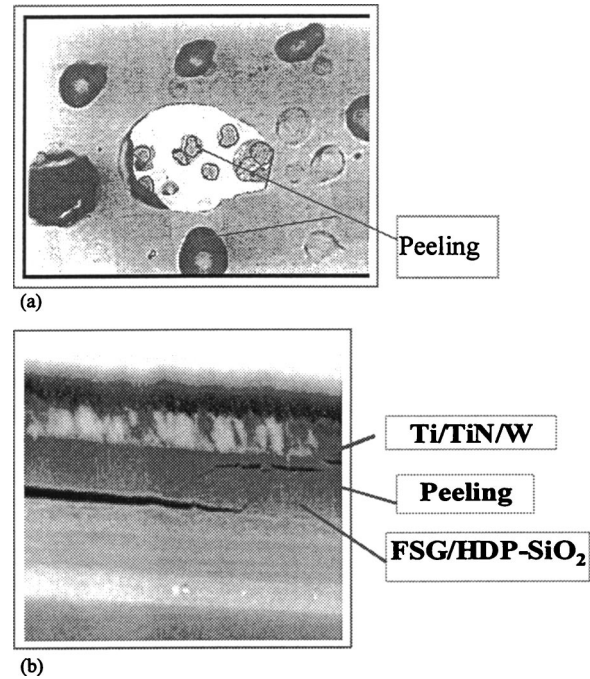 Peeling
(a)
Ti/TiN/W
Peeling
FSG/HDP-SiO₂
(b)